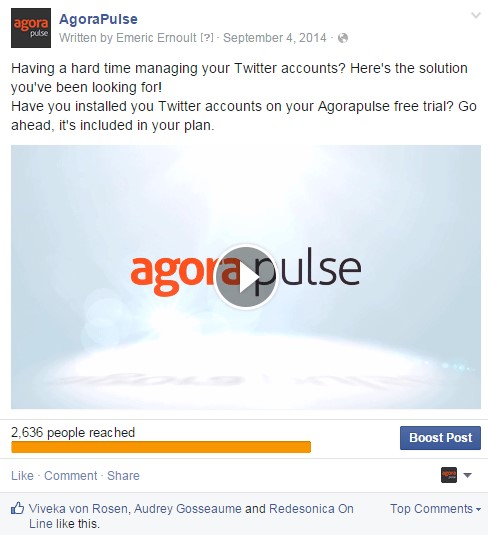 agora
pulse
AgoraPulse
Written by Emeric Ernoult [?] · September 4, 2014 ·
Having a hard time managing your Twitter accounts? Here's the solution
you've been looking for!
Have you installed you Twitter accounts on your Agorapulse free trial? Go
ahead, it's included in your plan.
agorapulse
2,636 people reached
Boost Post
Like · Comment · Share
Viveka von Rosen, Audrey Gosseaume and Redesonica On
Line like this.
Top Comments